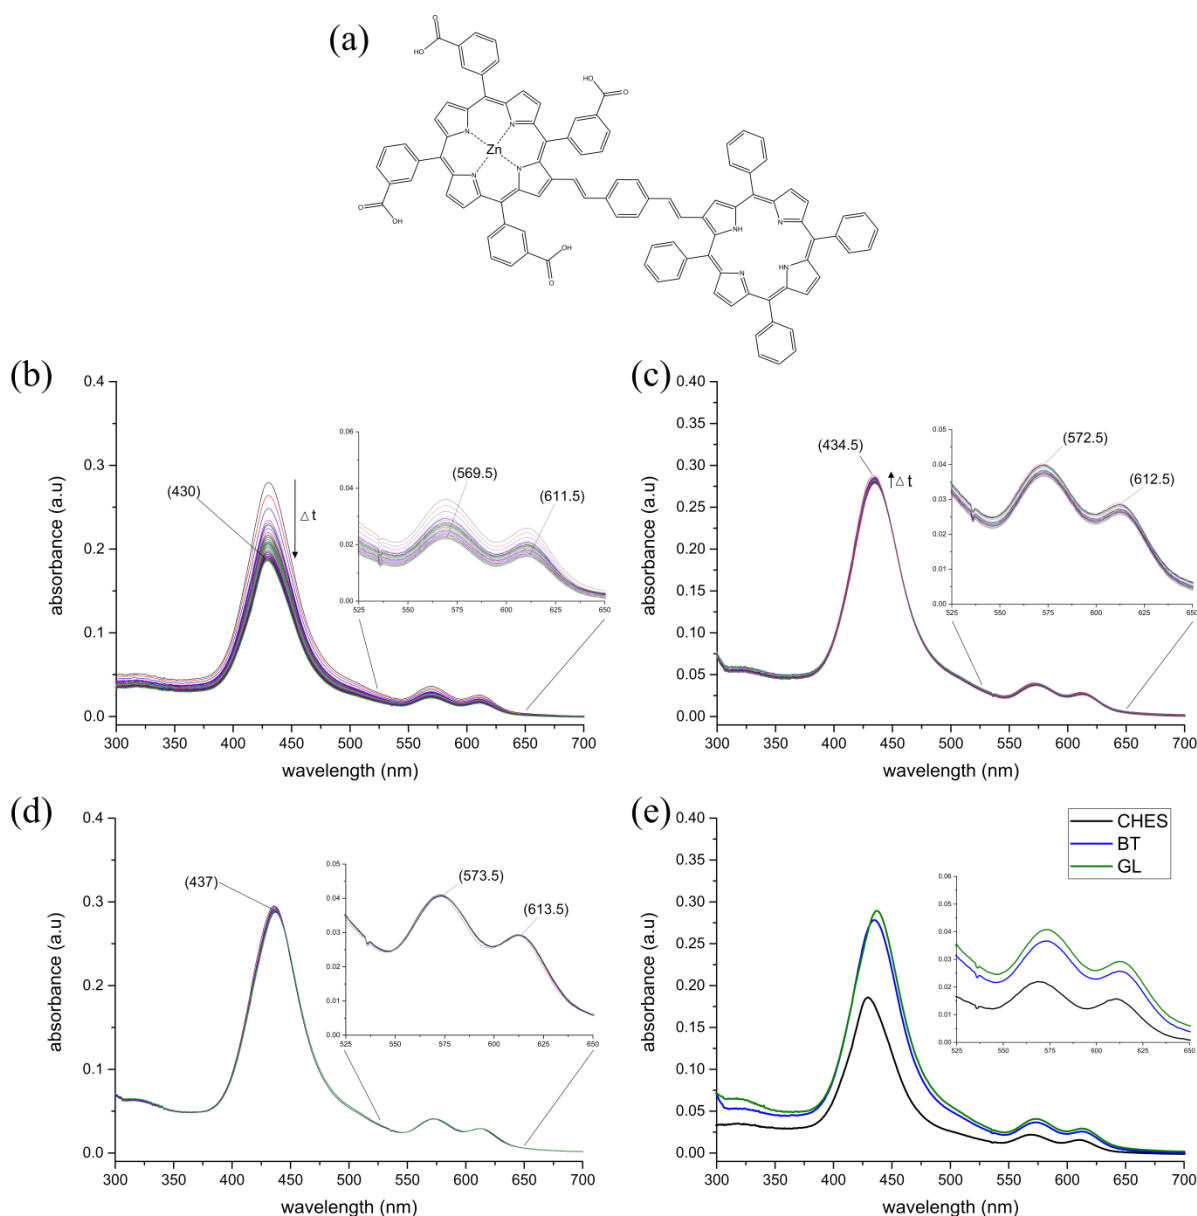 (a)
O
HO
HO
O
N
N
Zn
N
N
O
OH
OH
O
NH
N
N
HN
(b)
0.4
0.3
0.2
0.1
0.0
absorbance (a.u)
300 350 400 450 500 550 600 650 700
wavelength (nm)
(430)
Δ t
0.06
0.04
0.02
0.00
525 550 575 600 625 650
(569.5)
(611.5)
(c)
0.40
0.35
0.30
0.25
0.20
0.15
0.10
0.05
0.00
absorbance (a.u)
300 350 400 450 500 550 600 650 700
wavelength (nm)
(434.5)
Δ t
0.05
0.04
0.03
0.02
0.01
0.00
525 550 575 600 625 650
(572.5)
(612.5)
(d)
0.4
0.3
0.2
0.1
0.0
absorbance (a.u)
300 350 400 450 500 550 600 650 700
wavelength (nm)
(437)
0.05
0.04
0.03
0.02
0.01
0.00
525 550 575 600 625 650
(573.5)
(613.5)
(e)
0.40
0.35
0.30
0.25
0.20
0.15
0.10
0.05
0.00
absorbance (a.u)
300 350 400 450 500 550 600 650 700
wavelength (nm)
CHES
BT
GL
0.06
0.05
0.04
0.03
0.02
0.01
0.00
525 550 575 600 625 650